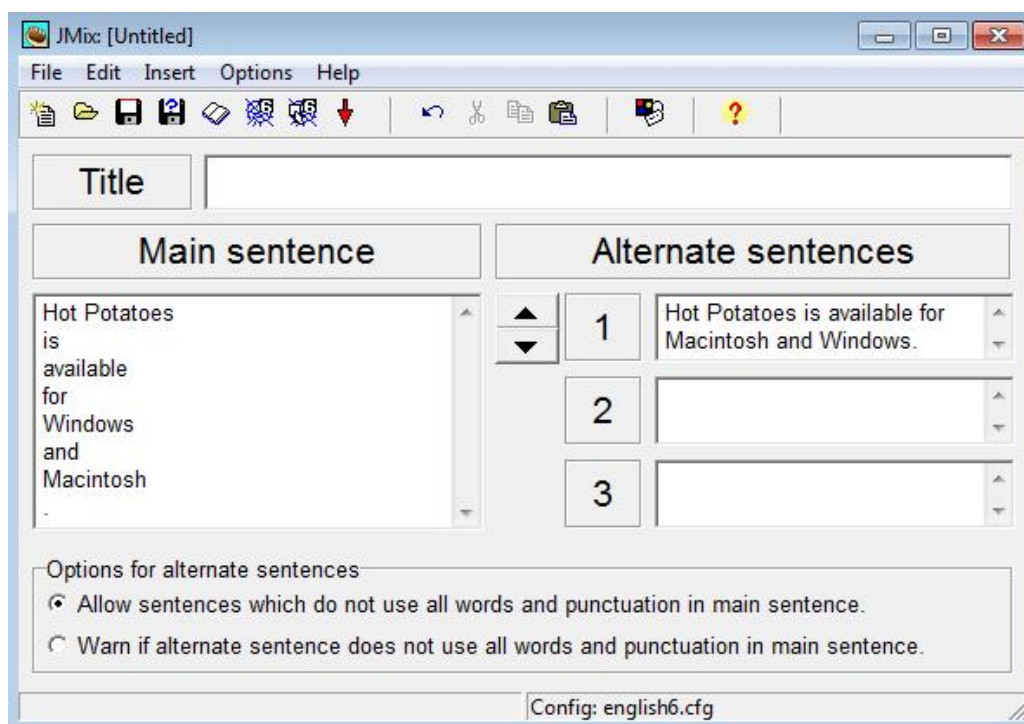 JMix: [Untitled]
File Edit Insert Options Help
Title
Main sentence
Alternate sentences
Hot Potatoes
is
available
for
Windows
and
Macintosh
.
1
Hot Potatoes is available for
Macintosh and Windows.
2
3
Options for alternate sentences
Allow sentences which do not use all words and punctuation in main sentence.
Warn if alternate sentence does not use all words and punctuation in main sentence.
Config: english6.cfg